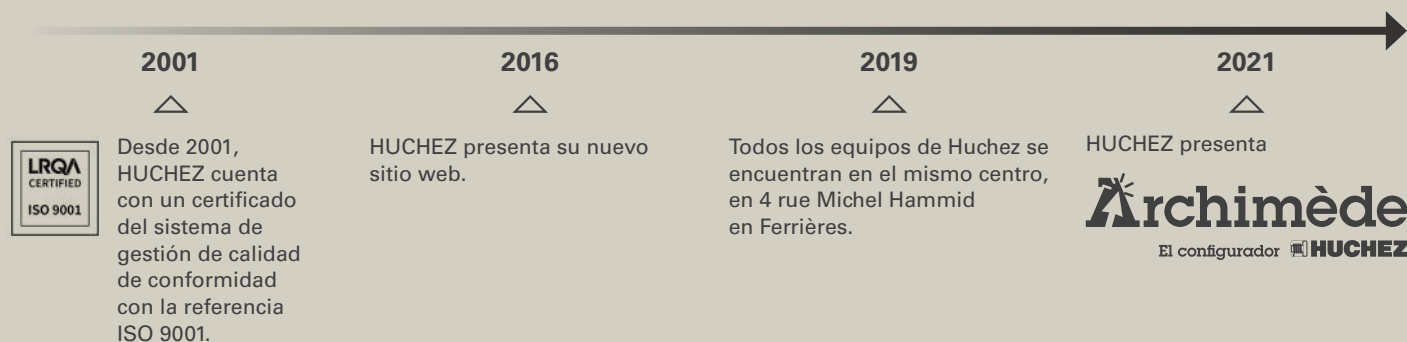 2001
2016
2019
2021
LRQA
CERTIFIED
ISO 9001
Desde 2001,
HUCHEZ cuenta
con un certificado
del sistema de
gestión de calidad
de conformidad
con la referencia
ISO 9001.
HUCHEZ presenta su nuevo
sitio web.
Todos los equipos de Huchez se
encuentran en el mismo centro,
en 4 rue Michel Hammid
en Ferrières.
HUCHEZ presenta
Archimède
El configurador HUCHEZ